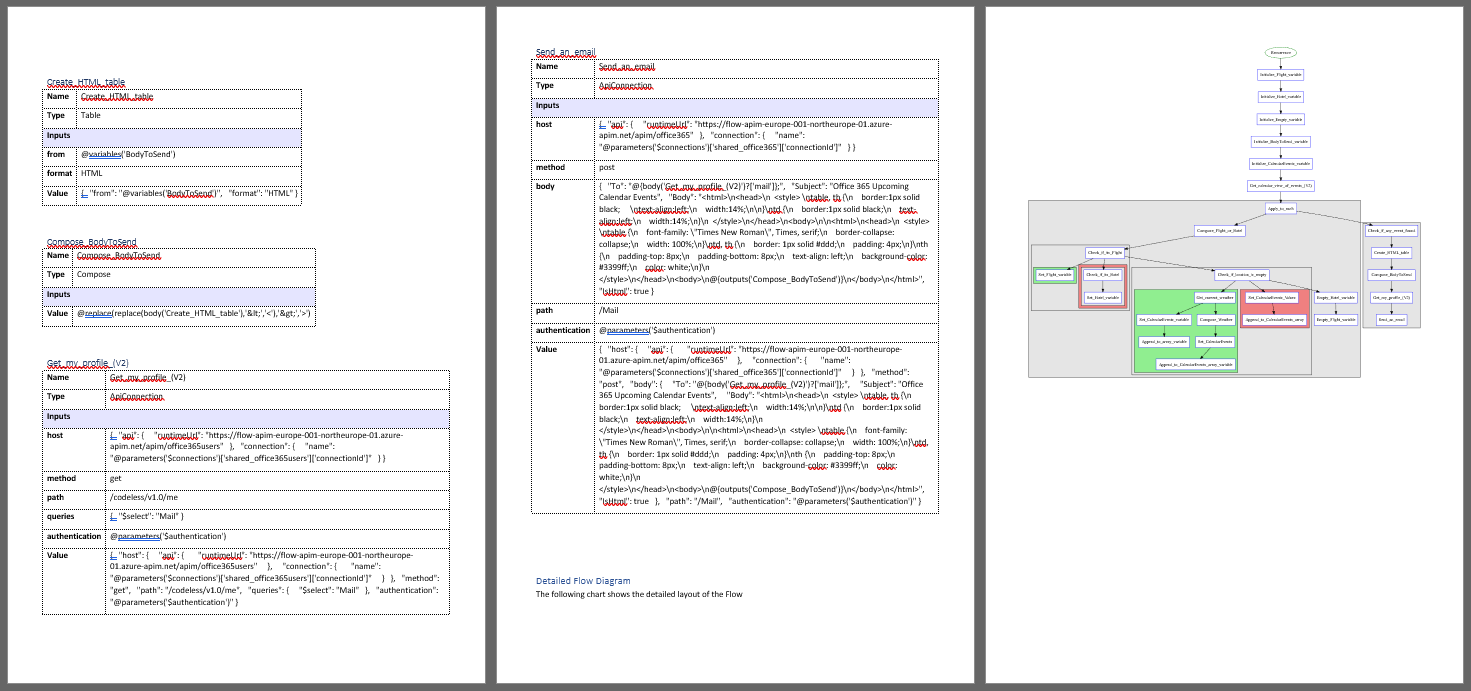 Create_HTML_table
Name Create_HTML_table
Type Table
Inputs
from @variables('BodyToSend')
format HTML
Value { "from": "@variables('BodyToSend')", "format": "HTML" }
Compose_BodyToSend
Name Compose_BodyToSend
Type Compose
Inputs
Value @replace(replace(body('Create_HTML_table'),'&lt;','<'),'&gt;','>')
Get_my_profile_(V2)
Name Get_my_profile_(V2)
Type ApiConnection
Inputs
host { "api": { "runtimeUrl": "https://flow-apim-europe-001-northeurope-01.azure-
apim.net/apim/office365users" }, "connection": { "name":
"@parameters('$connections')['shared_office365users']['connectionId']" } }
method get
path /codeless/v1.0/me
queries { "$select": "Mail" }
authentication @parameters('$authentication')
Value { "host": { "api": { "runtimeUrl": "https://flow-apim-europe-001-northeurope-
01.azure-apim.net/apim/office365users" }, "connection": { "name":
"@parameters('$connections')['shared_office365users']['connectionId']" } }, "method":
"get", "path": "/codeless/v1.0/me", "queries": { "$select": "Mail" }, "authentication":
"@parameters('$authentication')" }
Send_an_email
Name Send_an_email
Type ApiConnection
Inputs
host { "api": { "runtimeUrl": "https://flow-apim-europe-001-northeurope-01.azure-
apim.net/apim/office365" }, "connection": { "name":
"@parameters('$connections')['shared_office365']['connectionId']" } }
method post
body { "To": "@{body('Get_my_profile_(V2)')?['mail']};", "Subject": "Office 365 Upcoming
Calendar Events", "Body": "<html>\n<head>\n <style> \ntable, th {\n border:1px solid
black; \ntext-align:left;\n width:14%;\n\n}\ntd {\n border:1px solid black;\n text-
align:left;\n width:14%;\n}\n </style>\n</head>\n<body>\n\n<html>\n<head>\n <style>
\ntable {\n font-family: \"Times New Roman\", Times, serif;\n border-collapse:
collapse;\n width: 100%;\n}\ntd, th {\n border: 1px solid #ddd;\n padding: 4px;\n}\nth
{\n padding-top: 8px;\n padding-bottom: 8px;\n text-align: left;\n background-color:
#3399ff;\n color: white;\n}\n
</style>\n</head>\n<body>\n@{outputs('Compose_BodyToSend')}\n</body>\n</html>",
"IsHtml": true }
path /Mail
authentication @parameters('$authentication')
Value { "host": { "api": { "runtimeUrl": "https://flow-apim-europe-001-northeurope-
01.azure-apim.net/apim/office365" }, "connection": { "name":
"@parameters('$connections')['shared_office365']['connectionId']" } }, "method":
"post", "body": { "To": "@{body('Get_my_profile_(V2)')?['mail']};", "Subject": "Office
365 Upcoming Calendar Events", "Body": "<html>\n<head>\n <style> \ntable, th {\n
border:1px solid black; \ntext-align:left;\n width:14%;\n\n}\ntd {\n border:1px solid
black;\n text-align:left;\n width:14%;\n}\n
</style>\n</head>\n<body>\n\n<html>\n<head>\n <style> \ntable {\n font-family:
\"Times New Roman\", Times, serif;\n border-collapse: collapse;\n width: 100%;\n}\ntd,
th {\n border: 1px solid #ddd;\n padding: 4px;\n}\nth {\n padding-top: 8px;\n
padding-bottom: 8px;\n text-align: left;\n background-color: #3399ff;\n color:
white;\n}\n
</style>\n</head>\n<body>\n@{outputs('Compose_BodyToSend')}\n</body>\n</html>",
"IsHtml": true }, "path": "/Mail", "authentication": "@parameters('$authentication')" }
Detailed Flow Diagram
The following chart shows the detailed layout of the Flow
Recurrence
Initialize_Flight_variable
Initialize_Hotel_variable
Initialize_Empty_variable
Initialize_BodyToSend_variable
Initialize_CalendarEvents_variable
Get_calendar_view_of_events_(V2)
Apply_to_each
Compose_Flight_or_Hotel
Check_if_any_event_found
Check_if_its_Flight
Create_HTML_table
Set_Flight_variable
Check_if_its_Hotel
Check_if_location_is_empty
Compose_BodyToSend
Set_Hotel_variable
Get_current_weather
Set_CalendarEvents_Values
Empty_Hotel_variable
Get_my_profile_(V2)
Set_CalendarEvents_variable
Compose_Weather
Append_to_CalendarEvents_array
Empty_Flight_variable
Send_an_email
Append_to_array_variable
Set_CalendarEvents
Append_to_CalendarEvents_array_variable